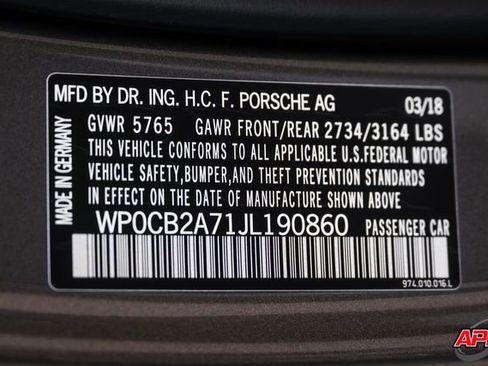 MFD BY DR. ING. H.C. F. PORSCHE AG 03/18
GVWR 5765 GAWR FRONT/REAR 2734/3164 LBS
THIS VEHICLE CONFORMS TO ALL APPLICABLE U.S.FEDERAL MOTOR
VEHICLE SAFETY,BUMPER,AND THEFT PREVENTION STANDARDS
IN EFFECT ON THE DATE OF MANUFACTURE SHOWN ABOVE
WP0CB2A71JL190860 PASSENGER CAR
974.010.016.L
MADE IN GERMANY